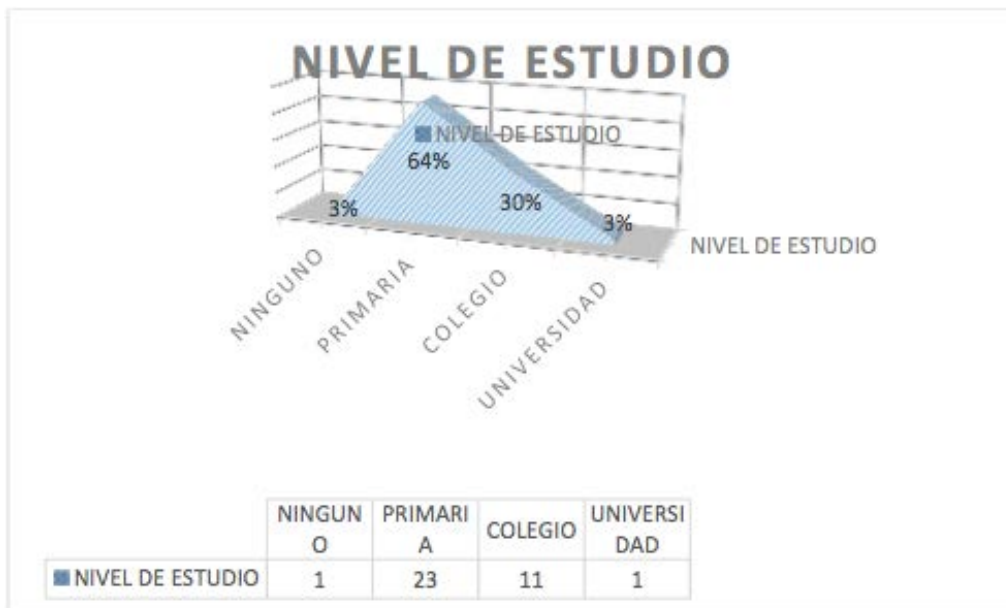 NIVEL DE ESTUDIO
NIVEL DE ESTUDIO
64%
3%
30%
3%
NIVEL DE ESTUDIO
NINGUNO
PRIMARIA
COLEGIO
UNIVERSIDAD
NINGUN
O
PRIMARI
A
COLEGIO
UNIVERSI
DAD
NIVEL DE ESTUDIO
1
23
11
1